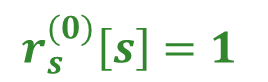 r_s^{(0)}[s] = 1